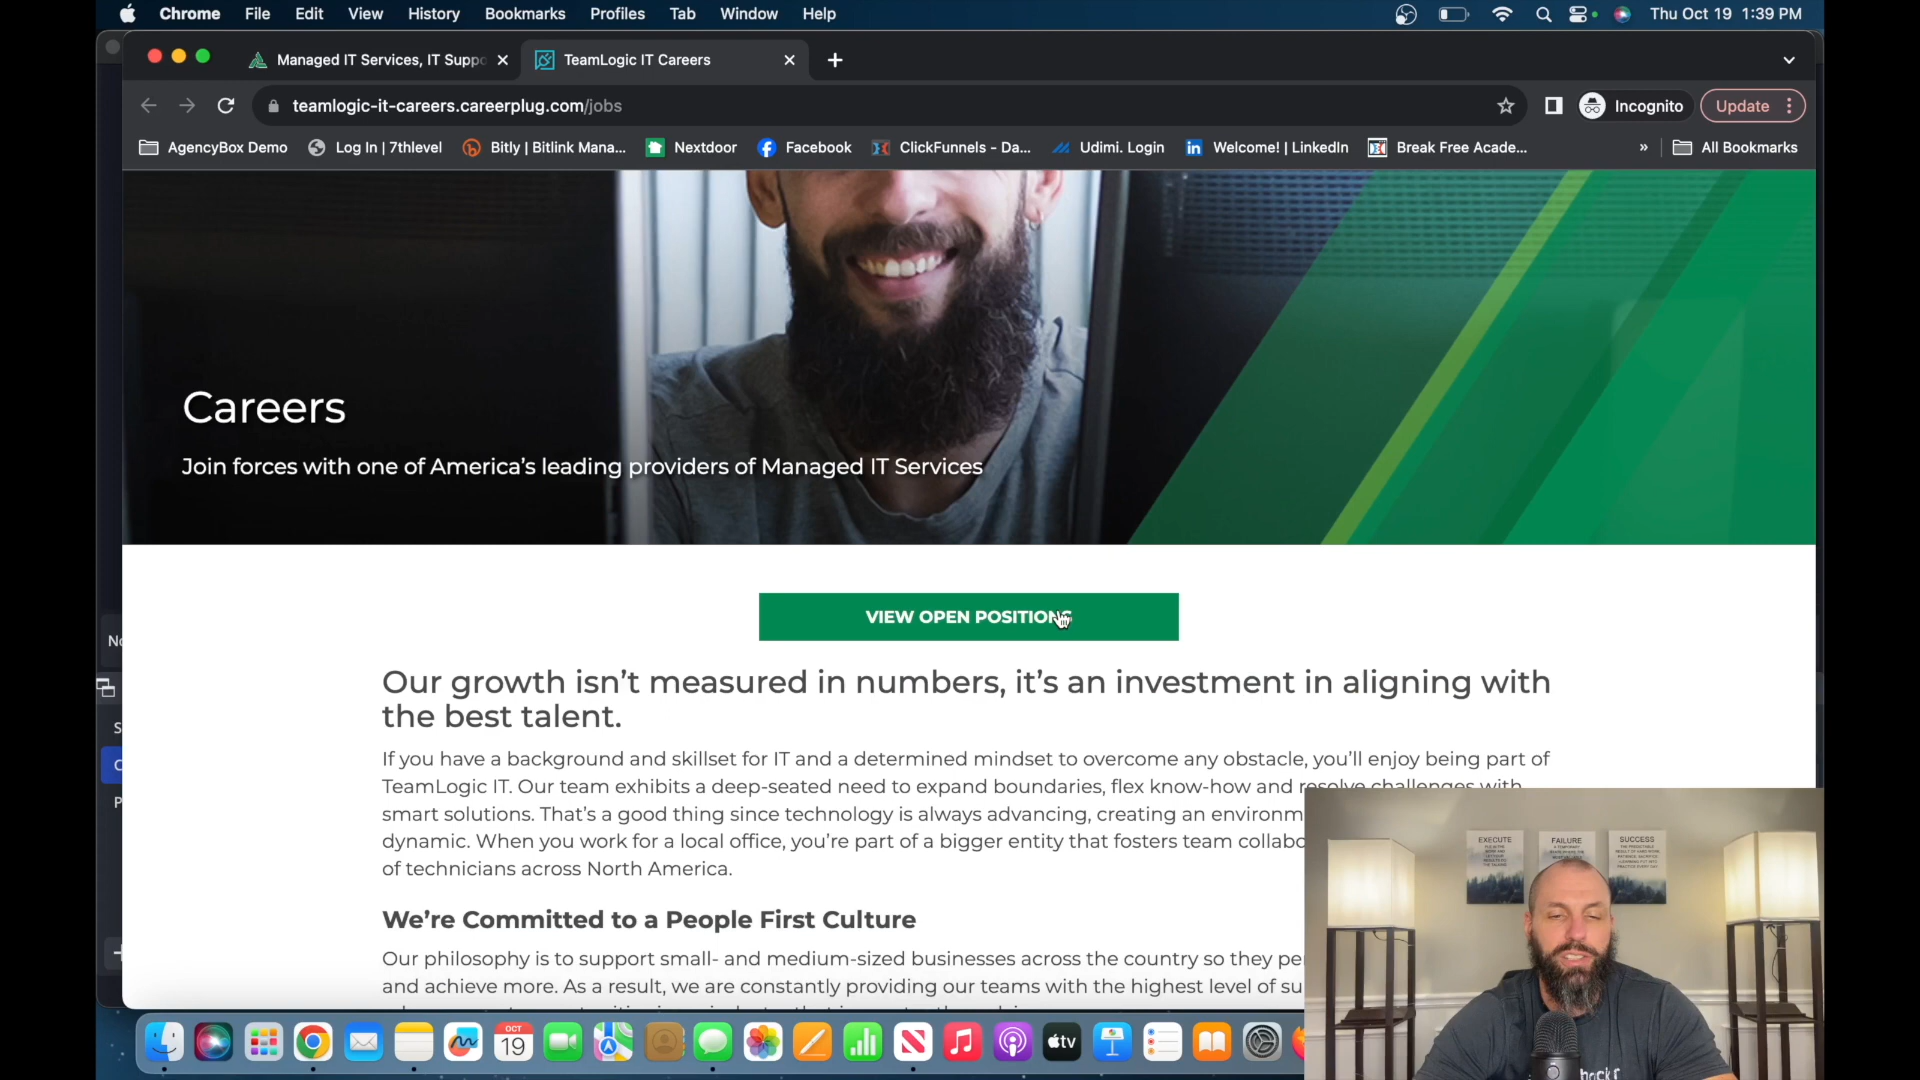 Chrome File Edit View History Bookmarks Profiles Tab Window Help Thu Oct 19 1:39 PM
Managed IT Services, IT Suppo TeamLogic IT Careers
teamlogic-it-careers.careerplug.com/jobs Incognito Update
AgencyBox Demo Log In | 7thlevel Bitly | Bitlink Mana... Nextdoor Facebook ClickFunnels - Da... Udimi. Login Welcome! | LinkedIn Break Free Acade... » All Bookmarks
Careers
Join forces with one of America's leading providers of Managed IT Services
VIEW OPEN POSITIONS
Our growth isn't measured in numbers, it's an investment in aligning with
the best talent.
If you have a background and skillset for IT and a determined mindset to overcome any obstacle, you'll enjoy being part of
TeamLogic IT. Our team exhibits a deep-seated need to expand boundaries, flex know-how and resolve challenges with
smart solutions. That's a good thing since technology is always advancing, creating an environm
dynamic. When you work for a local office, you're part of a bigger entity that fosters team collabo
of technicians across North America.
We're Committed to a People First Culture
Our philosophy is to support small- and medium-sized businesses across the country so they pe
and achieve more. As a result, we are constantly providing our teams with the highest level of su
EXECUTE FAILURE SUCCESS
OCT
19
tv